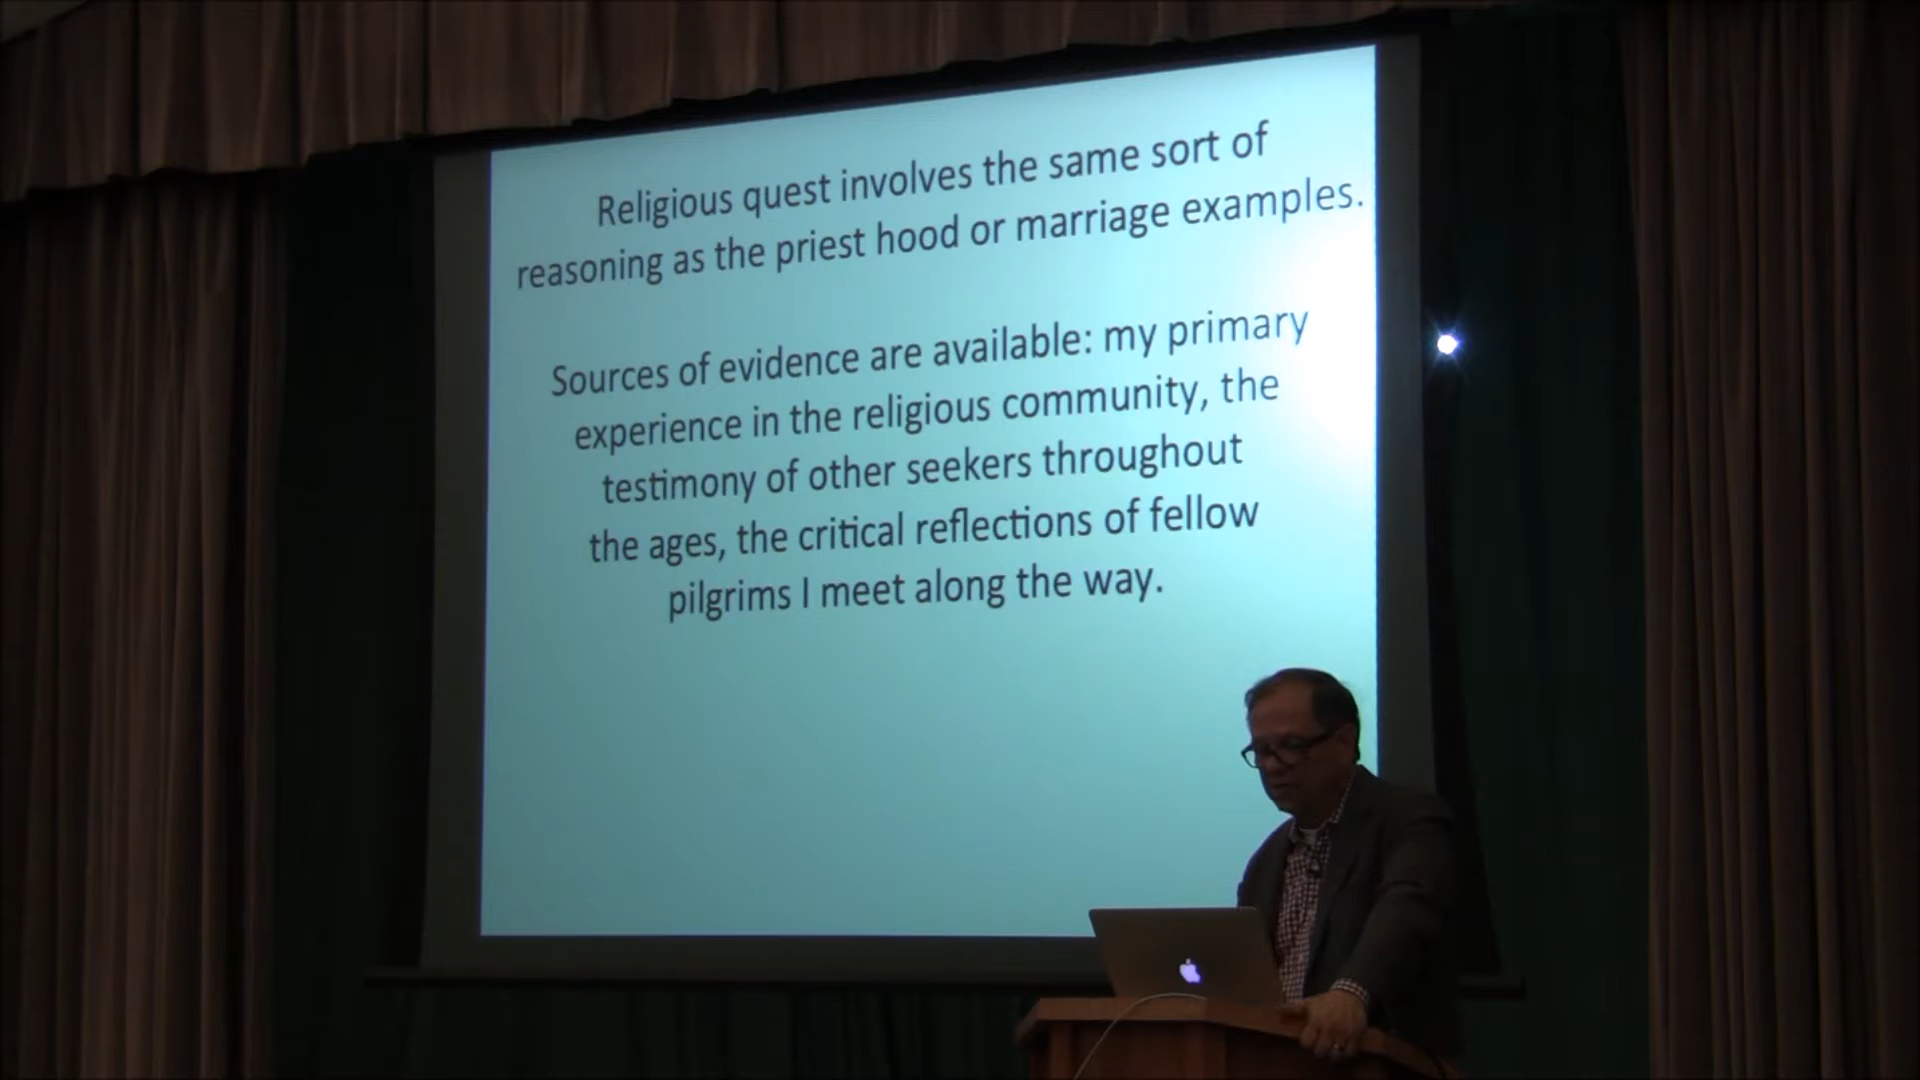 Religious quest involves the same sort of
reasoning as the priest hood or marriage examples.
Sources of evidence are available: my primary
experience in the religious community, the
testimony of other seekers throughout
the ages, the critical reflections of fellow
pilgrims I meet along the way.